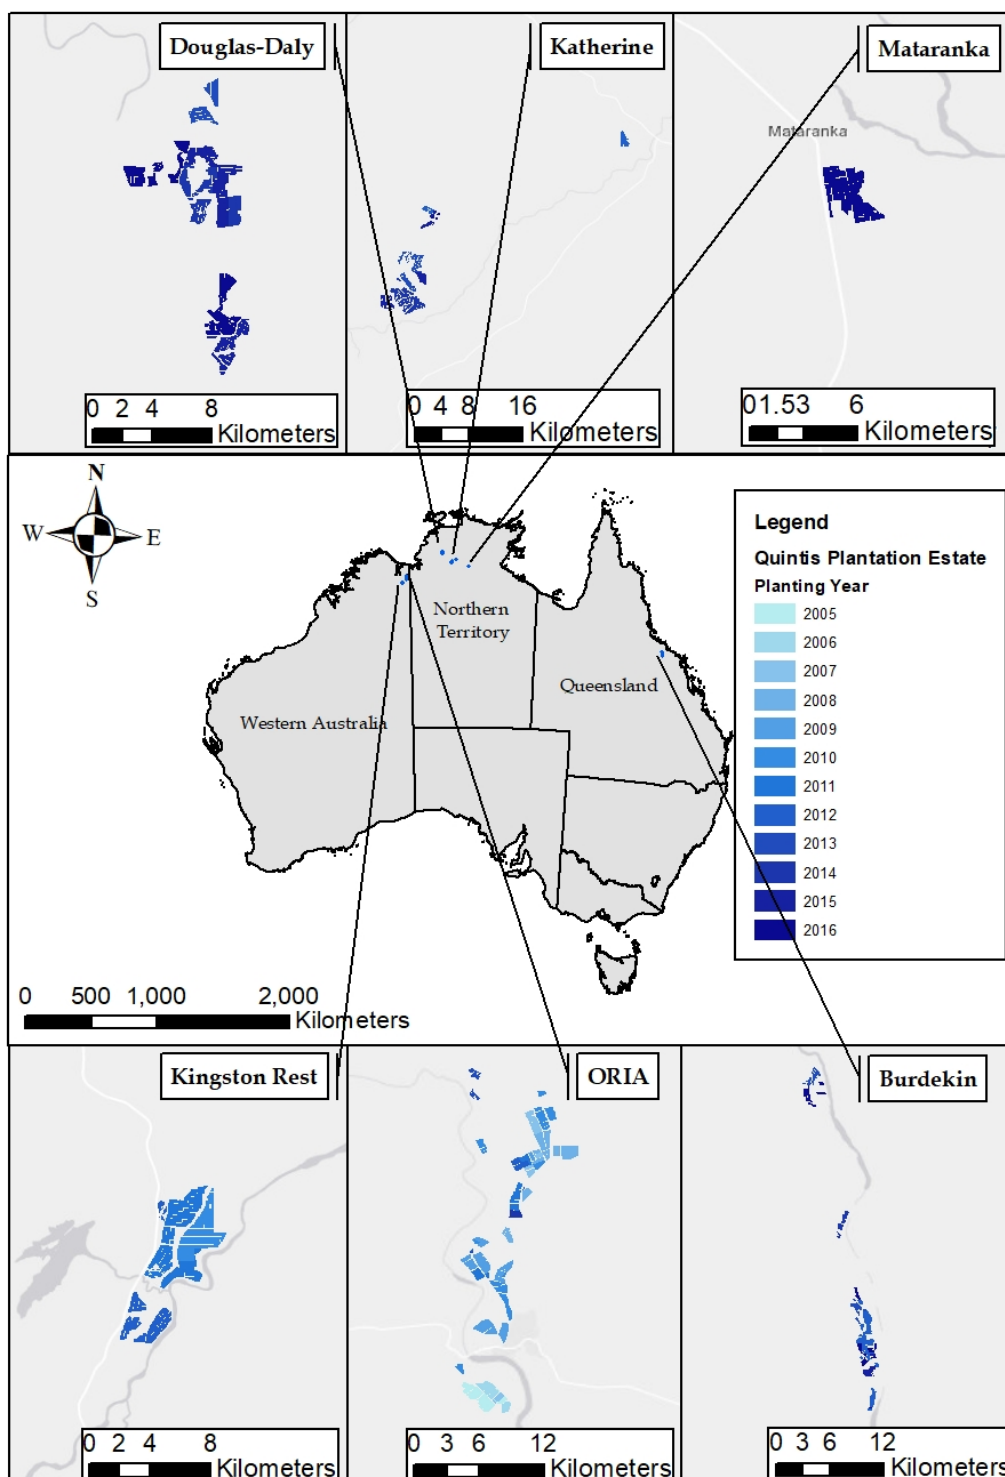 Douglas-Daly
Katherine
Mataranka
Mataranka
0 2 4 8
Kilometers
0 4 8 16
Kilometers
01.53 6
Kilometers
N
W E
S
Northern
Territory
Queensland
Western Australia
Legend
Quintis Plantation Estate
Planting Year
2005
2006
2007
2008
2009
2010
2011
2012
2013
2014
2015
2016
0 500 1,000 2,000
Kilometers
Kingston Rest
ORIA
Burdekin
0 2 4 8
Kilometers
0 3 6 12
Kilometers
0 3 6 12
Kilometers